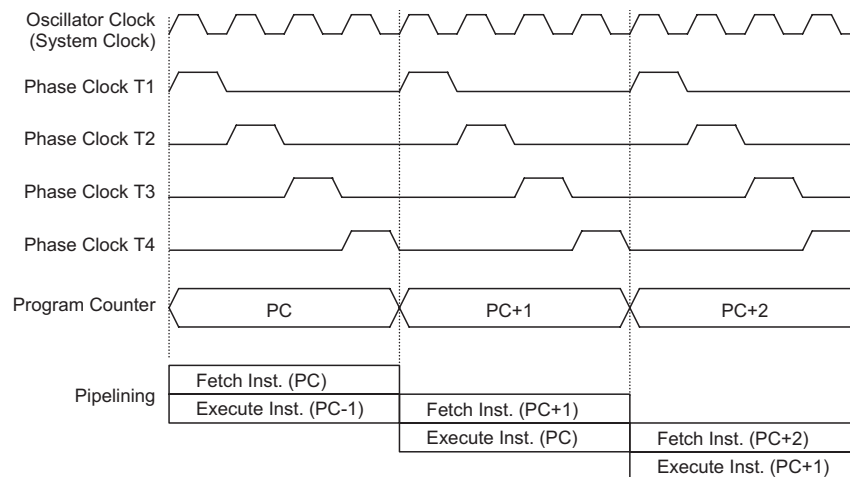 Oscillator Clock
(System Clock)
Phase Clock T1
Phase Clock T2
Phase Clock T3
Phase Clock T4
Program Counter
PC
PC+1
PC+2
Pipelining
Fetch Inst. (PC)
Execute Inst. (PC-1)
Fetch Inst. (PC+1)
Execute Inst. (PC)
Fetch Inst. (PC+2)
Execute Inst. (PC+1)